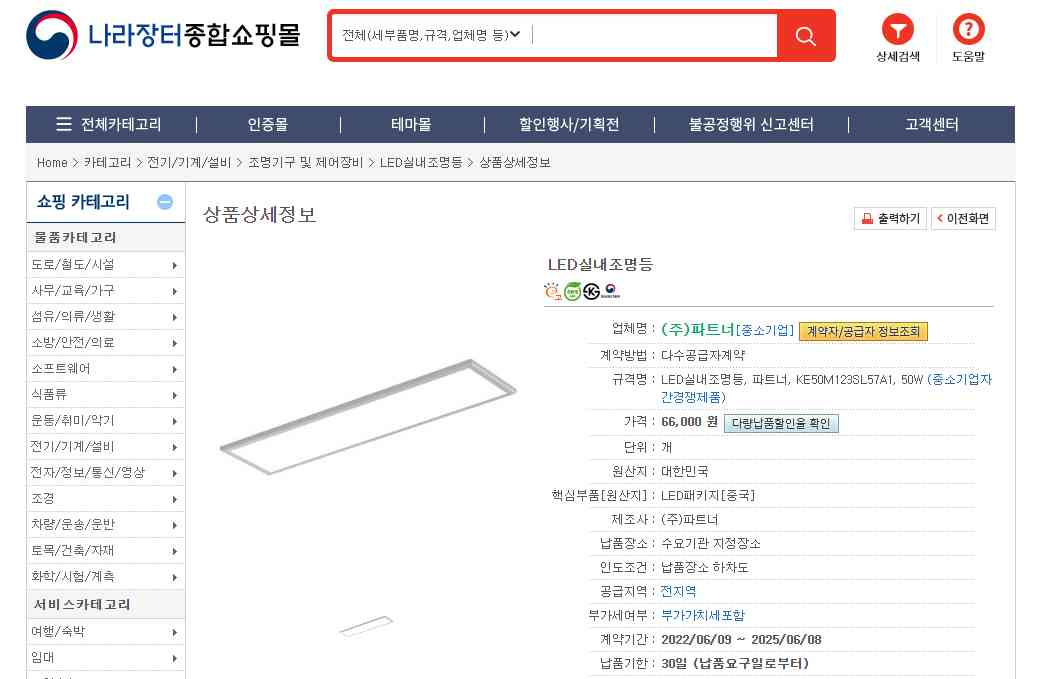 나라장터종합쇼핑몰
전체(세부품명,규격,업체명 등)
상세검색
도움말
전체카테고리
인증몰
테마몰
할인행사/기획전
불공정행위 신고센터
고객센터
Home > 카테고리 > 전기/기계/설비 > 조명기구 및 제어장비 > LED실내조명등 > 상품상세정보
쇼핑 카테고리
물품카테고리
도로/철도/시설
사무/교육/가구
섬유/의류/생활
소방/안전/의료
소프트웨어
식품류
운동/취미/악기
전기/기계/설비
전자/정보/통신/영상
조경
차량/운송/운반
토목/건축/자재
화학/시험/계측
서비스카테고리
여행/숙박
임대
상품상세정보
출력하기
이전화면
LED실내조명등
업체명 : (주)파트너[중소기업] 계약자/공급자 정보조회
계약방법 : 다수공급자계약
규격명 : LED실내조명등, 파트너, KE50M123SL57A1, 50W (중소기업자
간경쟁제품)
가격 : 66,000 원 다량납품할인율 확인
단위 : 개
원산지 : 대한민국
핵심부품[원산지] : LED패키지[중국]
제조사 : (주)파트너
납품장소 : 수요기관 지정장소
인도조건 : 납품장소 하차도
공급지역 : 전지역
부가세여부 : 부가가치세포함
계약기간 : 2022/06/09 ~ 2025/06/08
납품기한 : 30일 (납품요구일로부터)